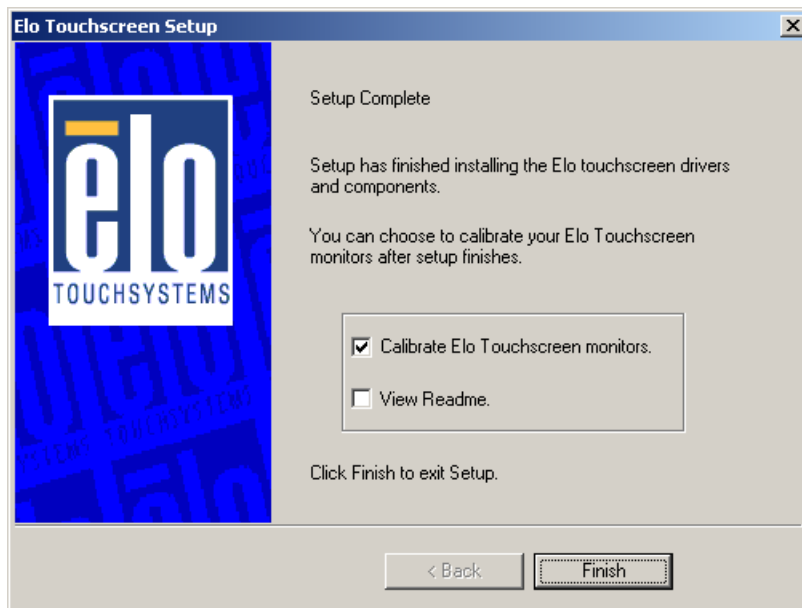 Elo Touchscreen Setup
elo
TOUCHSYSTEMS
Setup Complete
Setup has finished installing the Elo touchscreen drivers
and components.
You can choose to calibrate your Elo Touchscreen
monitors after setup finishes.
Calibrate Elo Touchscreen monitors.
View Readme.
Click Finish to exit Setup.
< Back
Finish